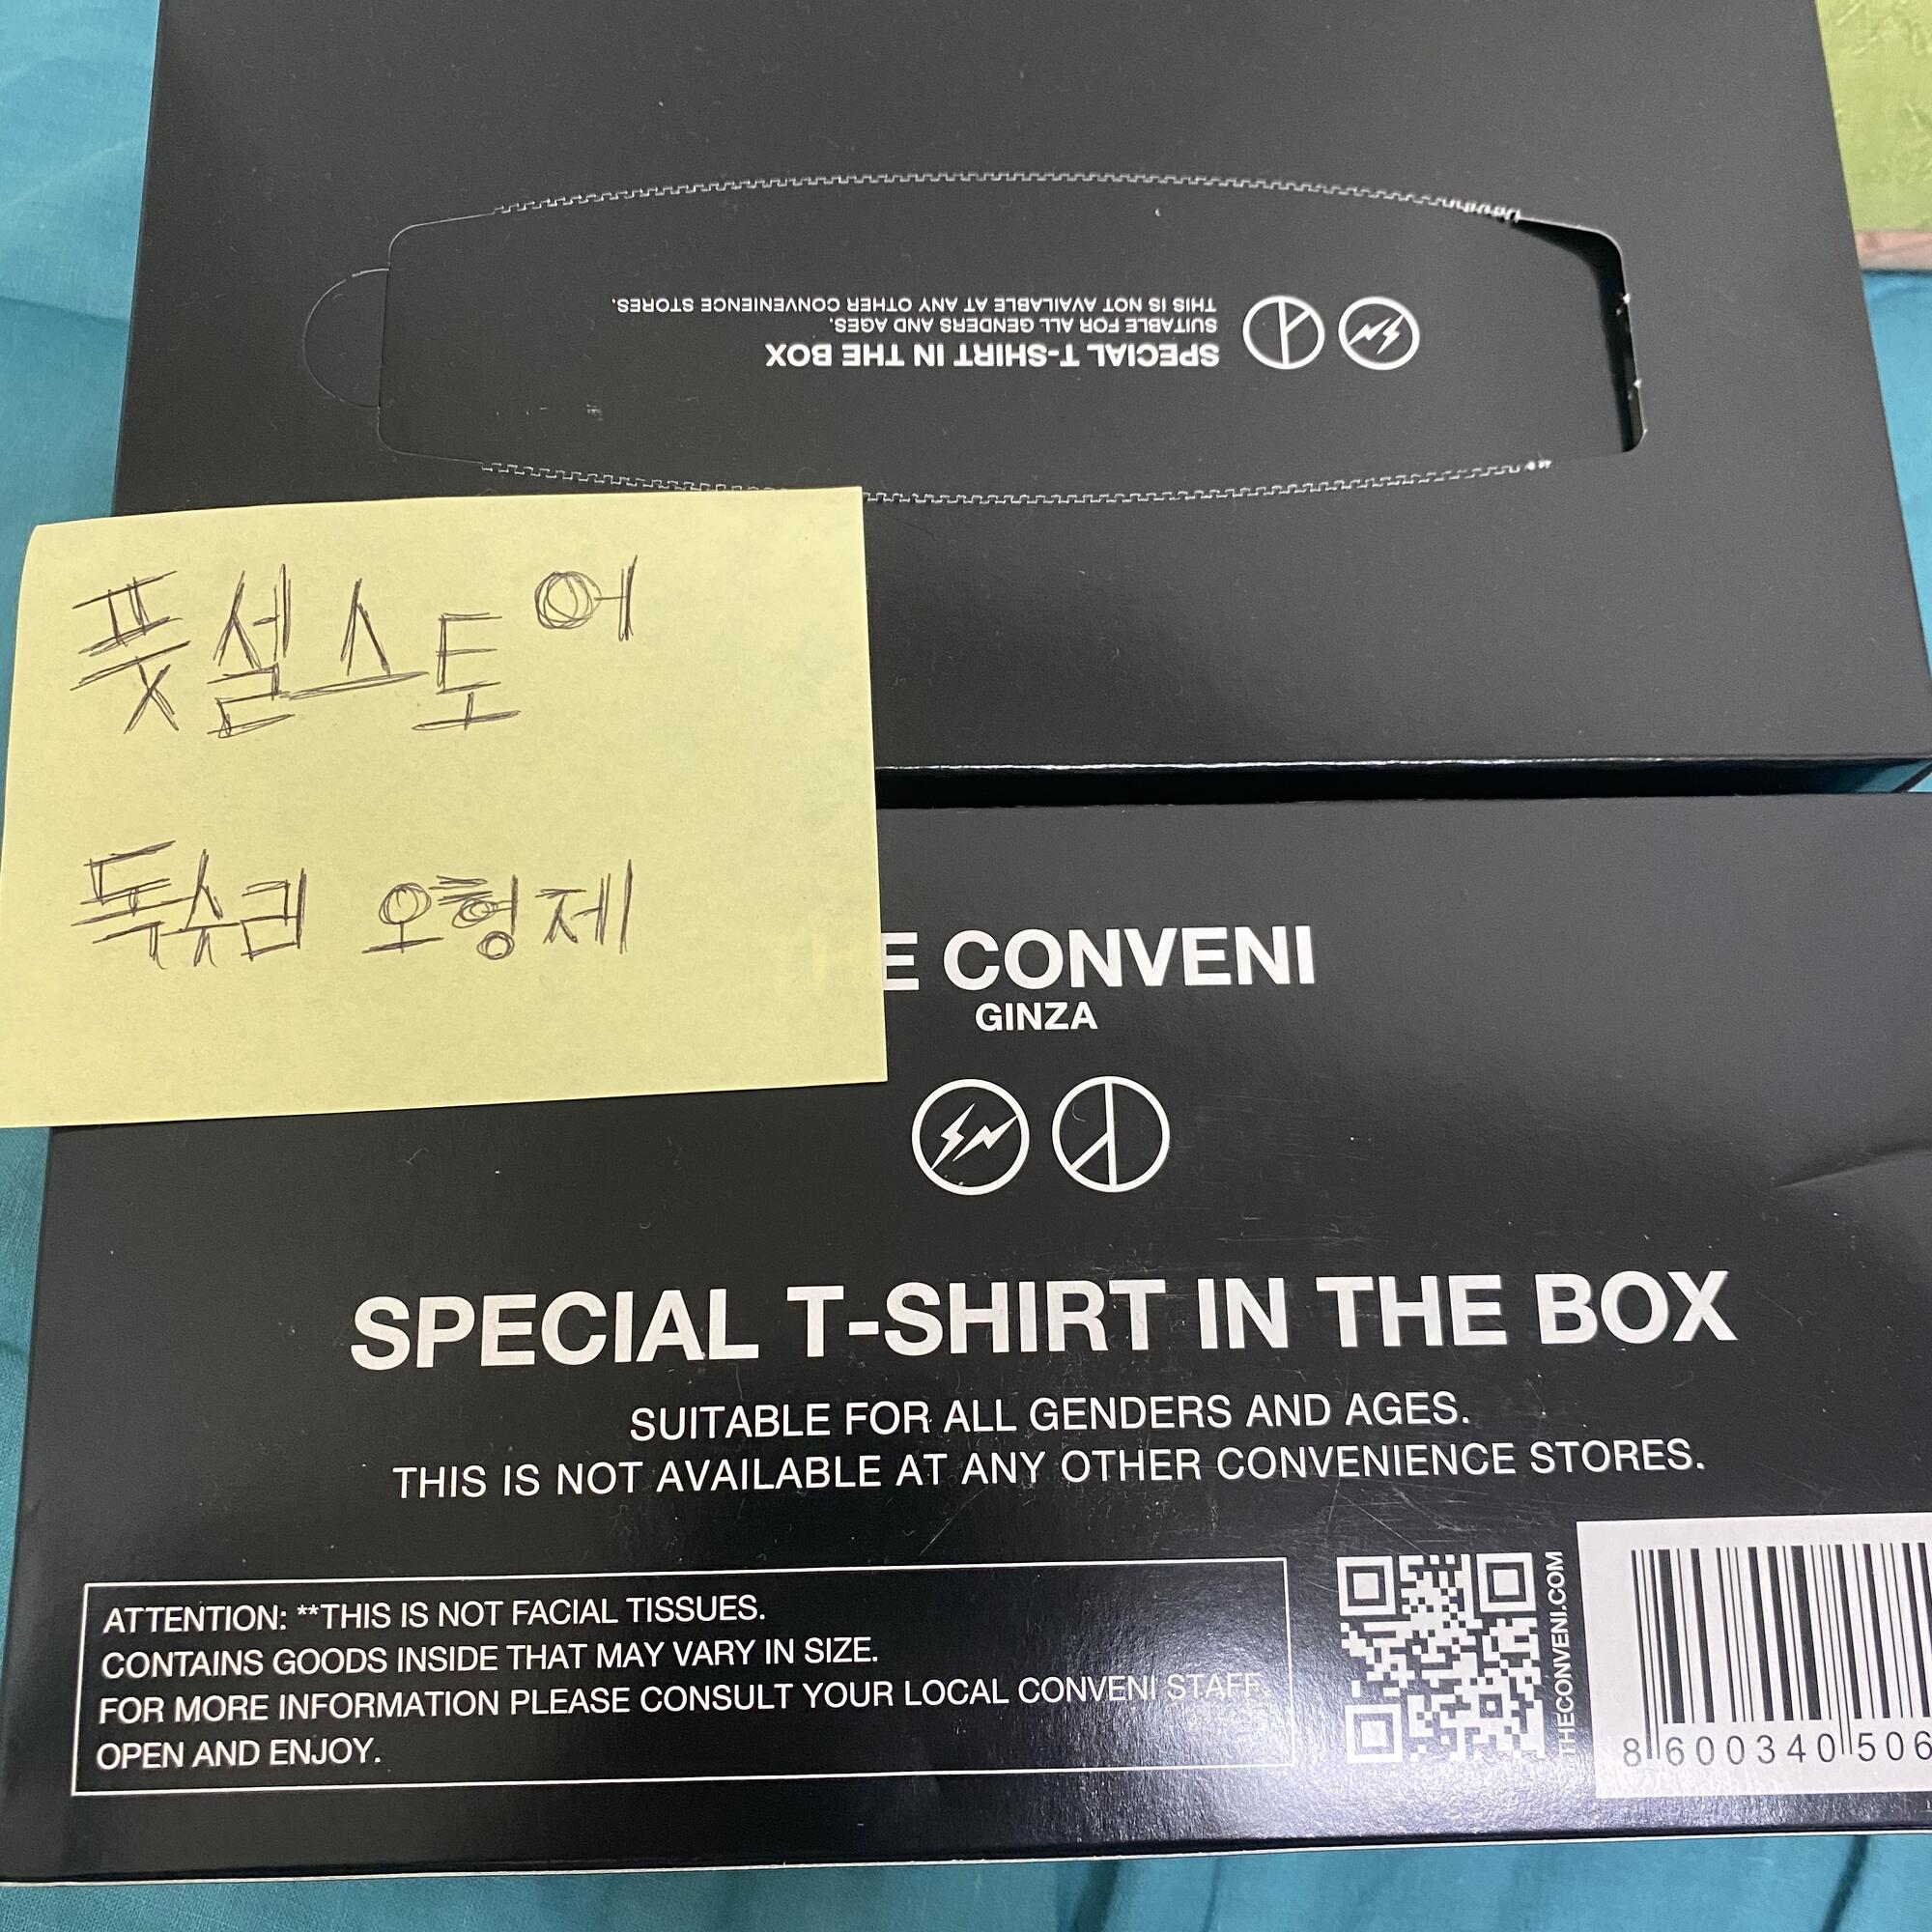 THIS IS NOT AVAILABLE AT ANY OTHER CONVENIENCE STORES.
SUITABLE FOR ALL GENDERS AND AGES.
SPECIAL T-SHIRT IN THE BOX
풋셀스토어
독수리 오형제
E CONVENI
GINZA
SPECIAL T-SHIRT IN THE BOX
SUITABLE FOR ALL GENDERS AND AGES.
THIS IS NOT AVAILABLE AT ANY OTHER CONVENIENCE STORES.
ATTENTION: **THIS IS NOT FACIAL TISSUES.
CONTAINS GOODS INSIDE THAT MAY VARY IN SIZE.
FOR MORE INFORMATION PLEASE CONSULT YOUR LOCAL CONVENI STAFF.
OPEN AND ENJOY.
THECONVENI.COM
8 600340 506